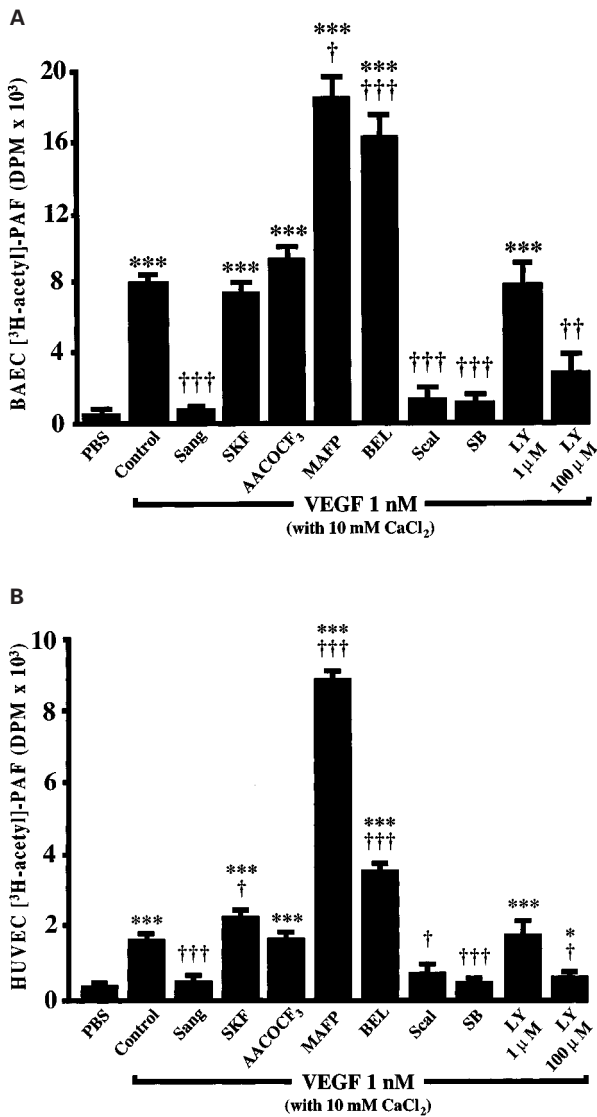 A
BAEC [³H-acetyl]-PAF (DPM x 10³)
20
16
12
8
4
0
***
†††
***
***
***
†
***
†††
†††
†††
***
††
PBS
Control
Sang
SKF
AACOCF₃
MAFP
BEL
Scal
SB
LY
1 µM
LY
100 µM
VEGF 1 nM
(with 10 mM CaCl₂)
B
HUVEC [³H-acetyl]-PAF (DPM x 10³)
10
8
6
4
2
0
***
†††
***
†
***
***
†††
***
†††
†
†††
***
*
†
PBS
Control
Sang
SKF
AACOCF₃
MAFP
BEL
Scal
SB
LY
1 µM
LY
100 µM
VEGF 1 nM
(with 10 mM CaCl₂)